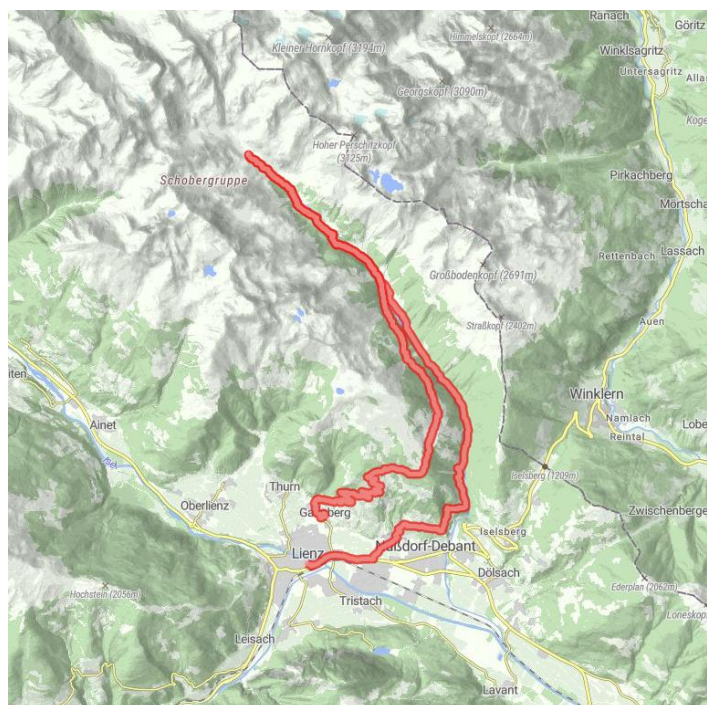 Ranach
Göritz
Himmelskopf (2664m)
Kleiner Hornkopf (3194m)
Winklsagritz
Untersagritz
Georgskopf (3090m)
Hoher Perschitzkopf
(3125m)
Schobergruppe
Pirkachberg
Mörtscha
Rettenbach
Lassach
Großbodenkopf (2691m)
Straßkopf (2402m)
Auen
Winklern
Namlach
Reintal
Ainet
Isel
Iselsberg (1209m)
Thurn
Oberlienz
Zwischenberge
Iselsberg
Lienz
Nußdorf-Debant
Dölsach
Hochstein (2056m)
Tristach
Ederplan (2062m)
Leisach
Lavant